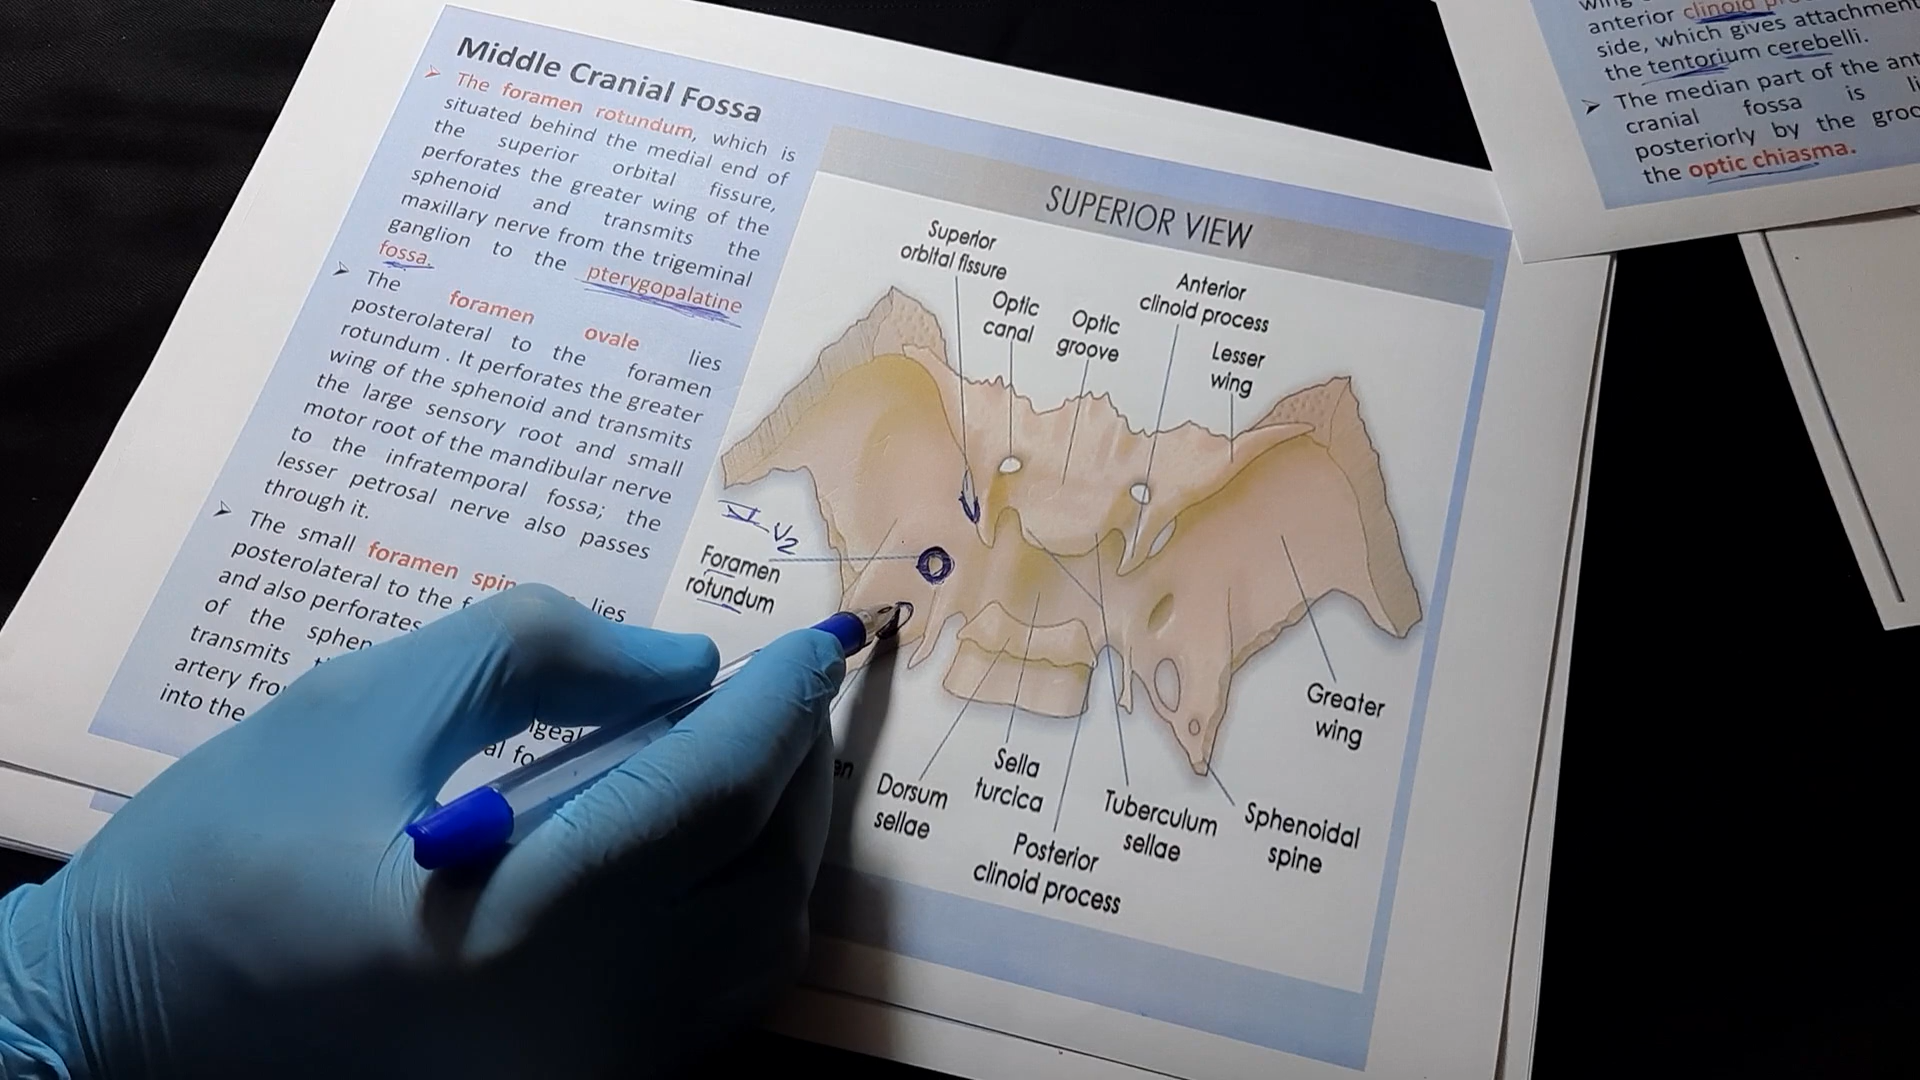 Middle Cranial Fossa
➢ The foramen rotundum, which is
situated behind the medial end of
the superior orbital fissure,
perforates the greater wing of the
sphenoid and transmits the
maxillary nerve from the trigeminal
ganglion to the pterygopalatine
fossa.
➢ The foramen ovale lies
posterolateral to the foramen
rotundum . It perforates the greater
wing of the sphenoid and transmits
the large sensory root and small
motor root of the mandibular nerve
to the infratemporal fossa; the
lesser petrosal nerve also passes
through it.
➢ The small foramen lies
posterolateral to the
and also perforates
of the
transmits
artery
into the
SUPERIOR VIEW
Superior
orbital fissure
Optic
canal
Optic
groove
Anterior
clinoid process
Lesser
wing
V2
Foramen
rotundum
Greater
wing
Sella
turcica
Dorsum
sellae
Posterior
clinoid process
Tuberculum
sellae
Sphenoidal
spine
anterior clinoid
side, which gives attachment
the tentorium cerebelli.
➢ The median part of the
cranial fossa is
posteriorly by the
the optic chiasma.